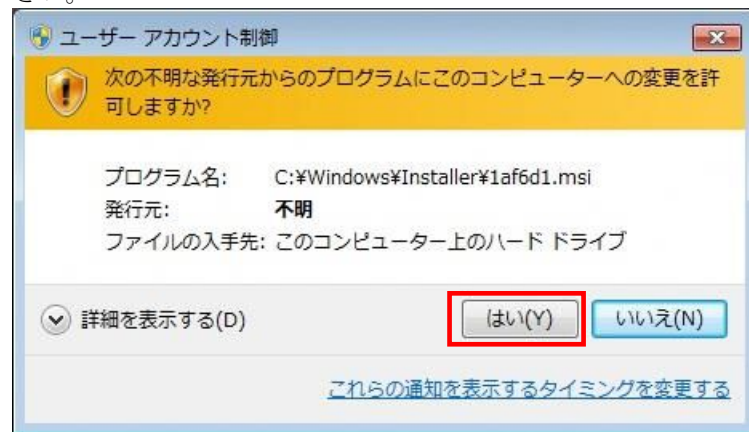 さい。
ユーザー アカウント制御
次の不明な発行元からのプログラムにこのコンピューターへの変更を許
可しますか?
プログラム名: C:¥Windows¥Installer¥1af6d1.msi
発行元: 不明
ファイルの入手先: このコンピューター上のハード ドライブ
詳細を表示する(D) はい(Y) いいえ(N)
これらの通知を表示するタイミングを変更する